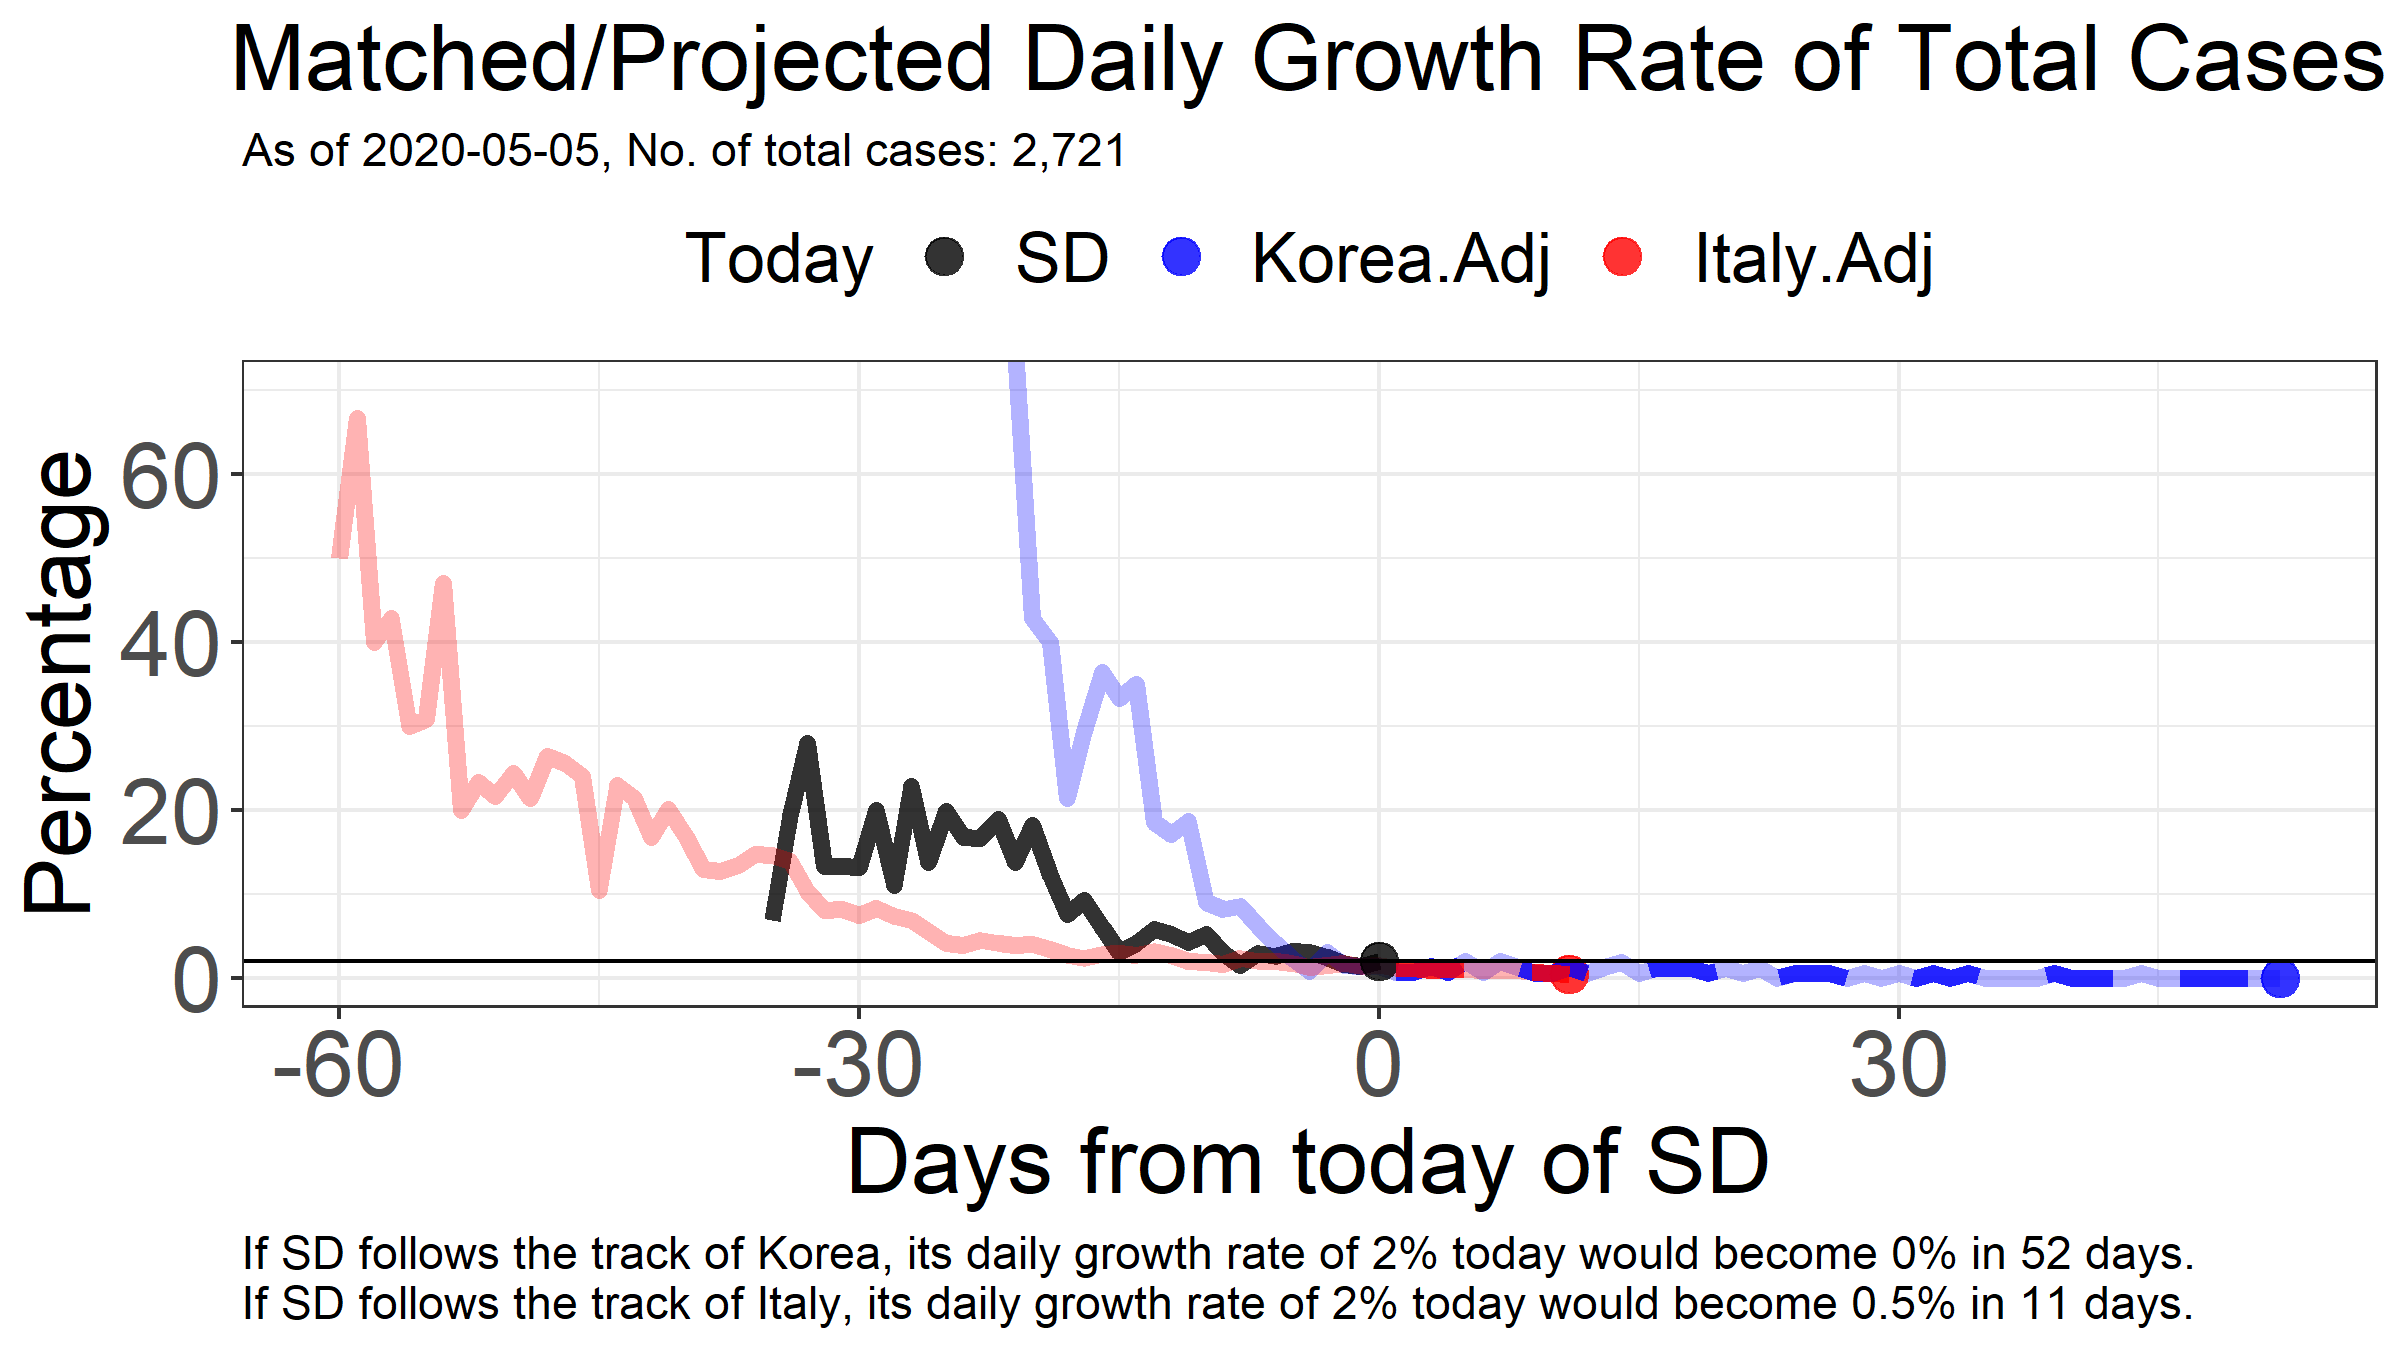 Matched/Projected Daily Growth Rate of Total Cases
As of 2020-05-05, No. of total cases: 2,721
Today SD Korea.Adj Italy.Adj
Percentage
60
40
20
0
-60 -30 0 30
Days from today of SD
If SD follows the track of Korea, its daily growth rate of 2% today would become 0% in 52 days.
If SD follows the track of Italy, its daily growth rate of 2% today would become 0.5% in 11 days.